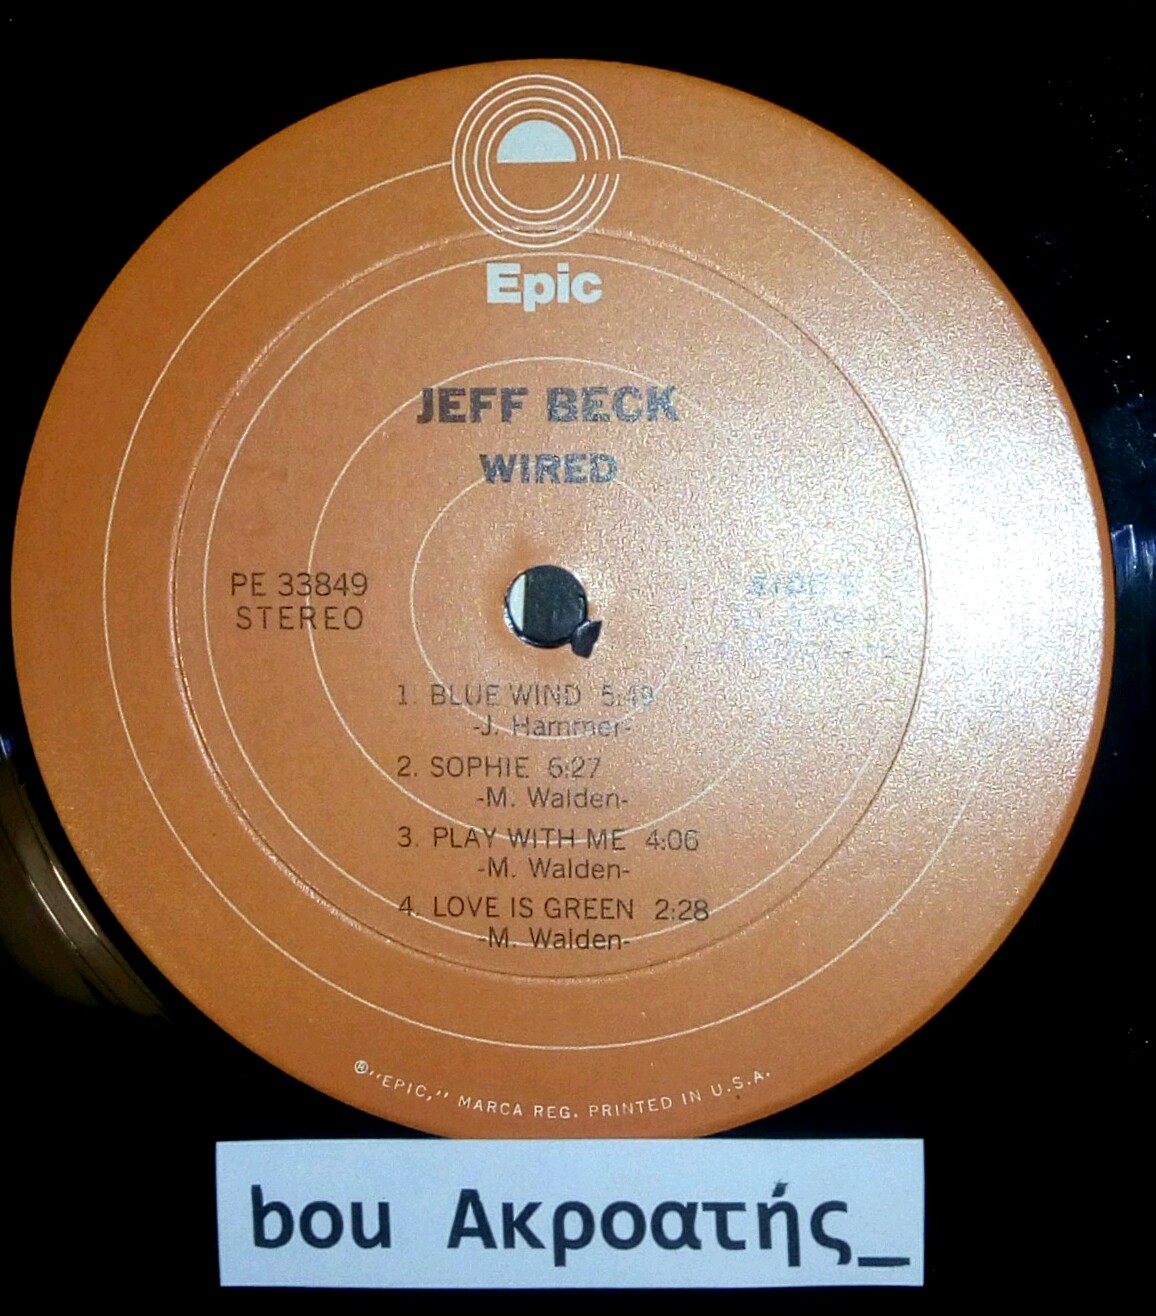 Epic
JEFF BECK
WIRED
PE 33849
STEREO
1. BLUE WIND 5:49
-J. Hammer-
2. SOPHIE 6:27
-M. Walden-
3. PLAY WITH ME 4:06
-M. Walden-
4. LOVE IS GREEN 2:28
-M. Walden-
®"EPIC," MARCA REG. PRINTED IN U.S.A.
bou Ακροατής_